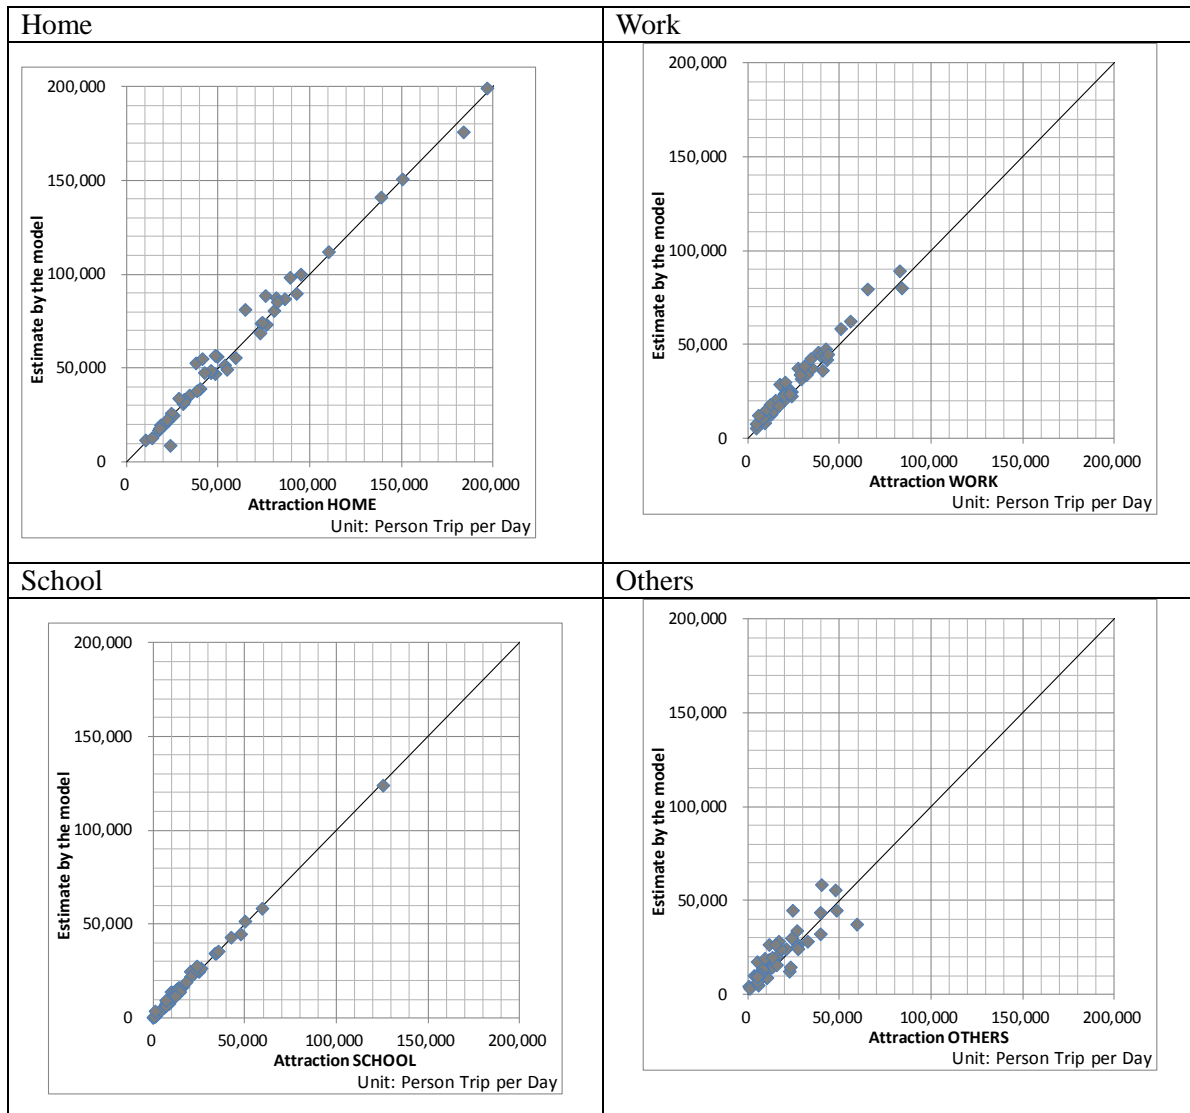 Home
Work
200,000
150,000
100,000
50,000
0
Estimate by the model
0 50,000 100,000 150,000 200,000
Attraction HOME
Unit: Person Trip per Day
200,000
150,000
100,000
50,000
0
Estimate by the model
0 50,000 100,000 150,000 200,000
Attraction WORK
Unit: Person Trip per Day
School
Others
200,000
150,000
100,000
50,000
0
Estimate by the model
0 50,000 100,000 150,000 200,000
Attraction SCHOOL
Unit: Person Trip per Day
200,000
150,000
100,000
50,000
0
Estimate by the model
0 50,000 100,000 150,000 200,000
Attraction OTHERS
Unit: Person Trip per Day